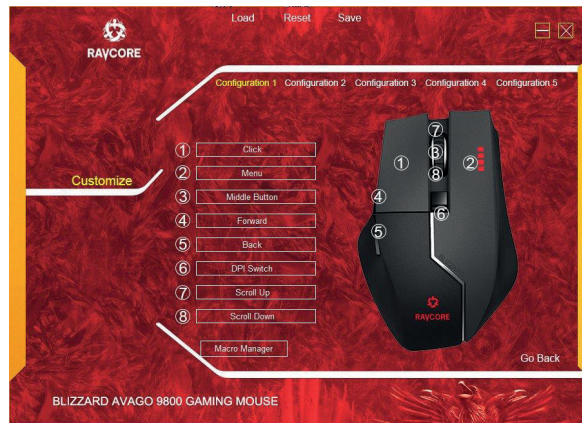 Load Reset Save
RAVCORE
Configuration 1 Configuration 2 Configuration 3 Configuration 4 Configuration 5
Customize
① Click
② Menu
③ Middle Button
④ Forward
⑤ Back
⑥ DPI Switch
⑦ Scroll Up
⑧ Scroll Down
Macro Manager
⑦
③
① ②
⑧
④
⑥
⑤
RAVCORE
Go Back
BLIZZARD AVAGO 9800 GAMING MOUSE